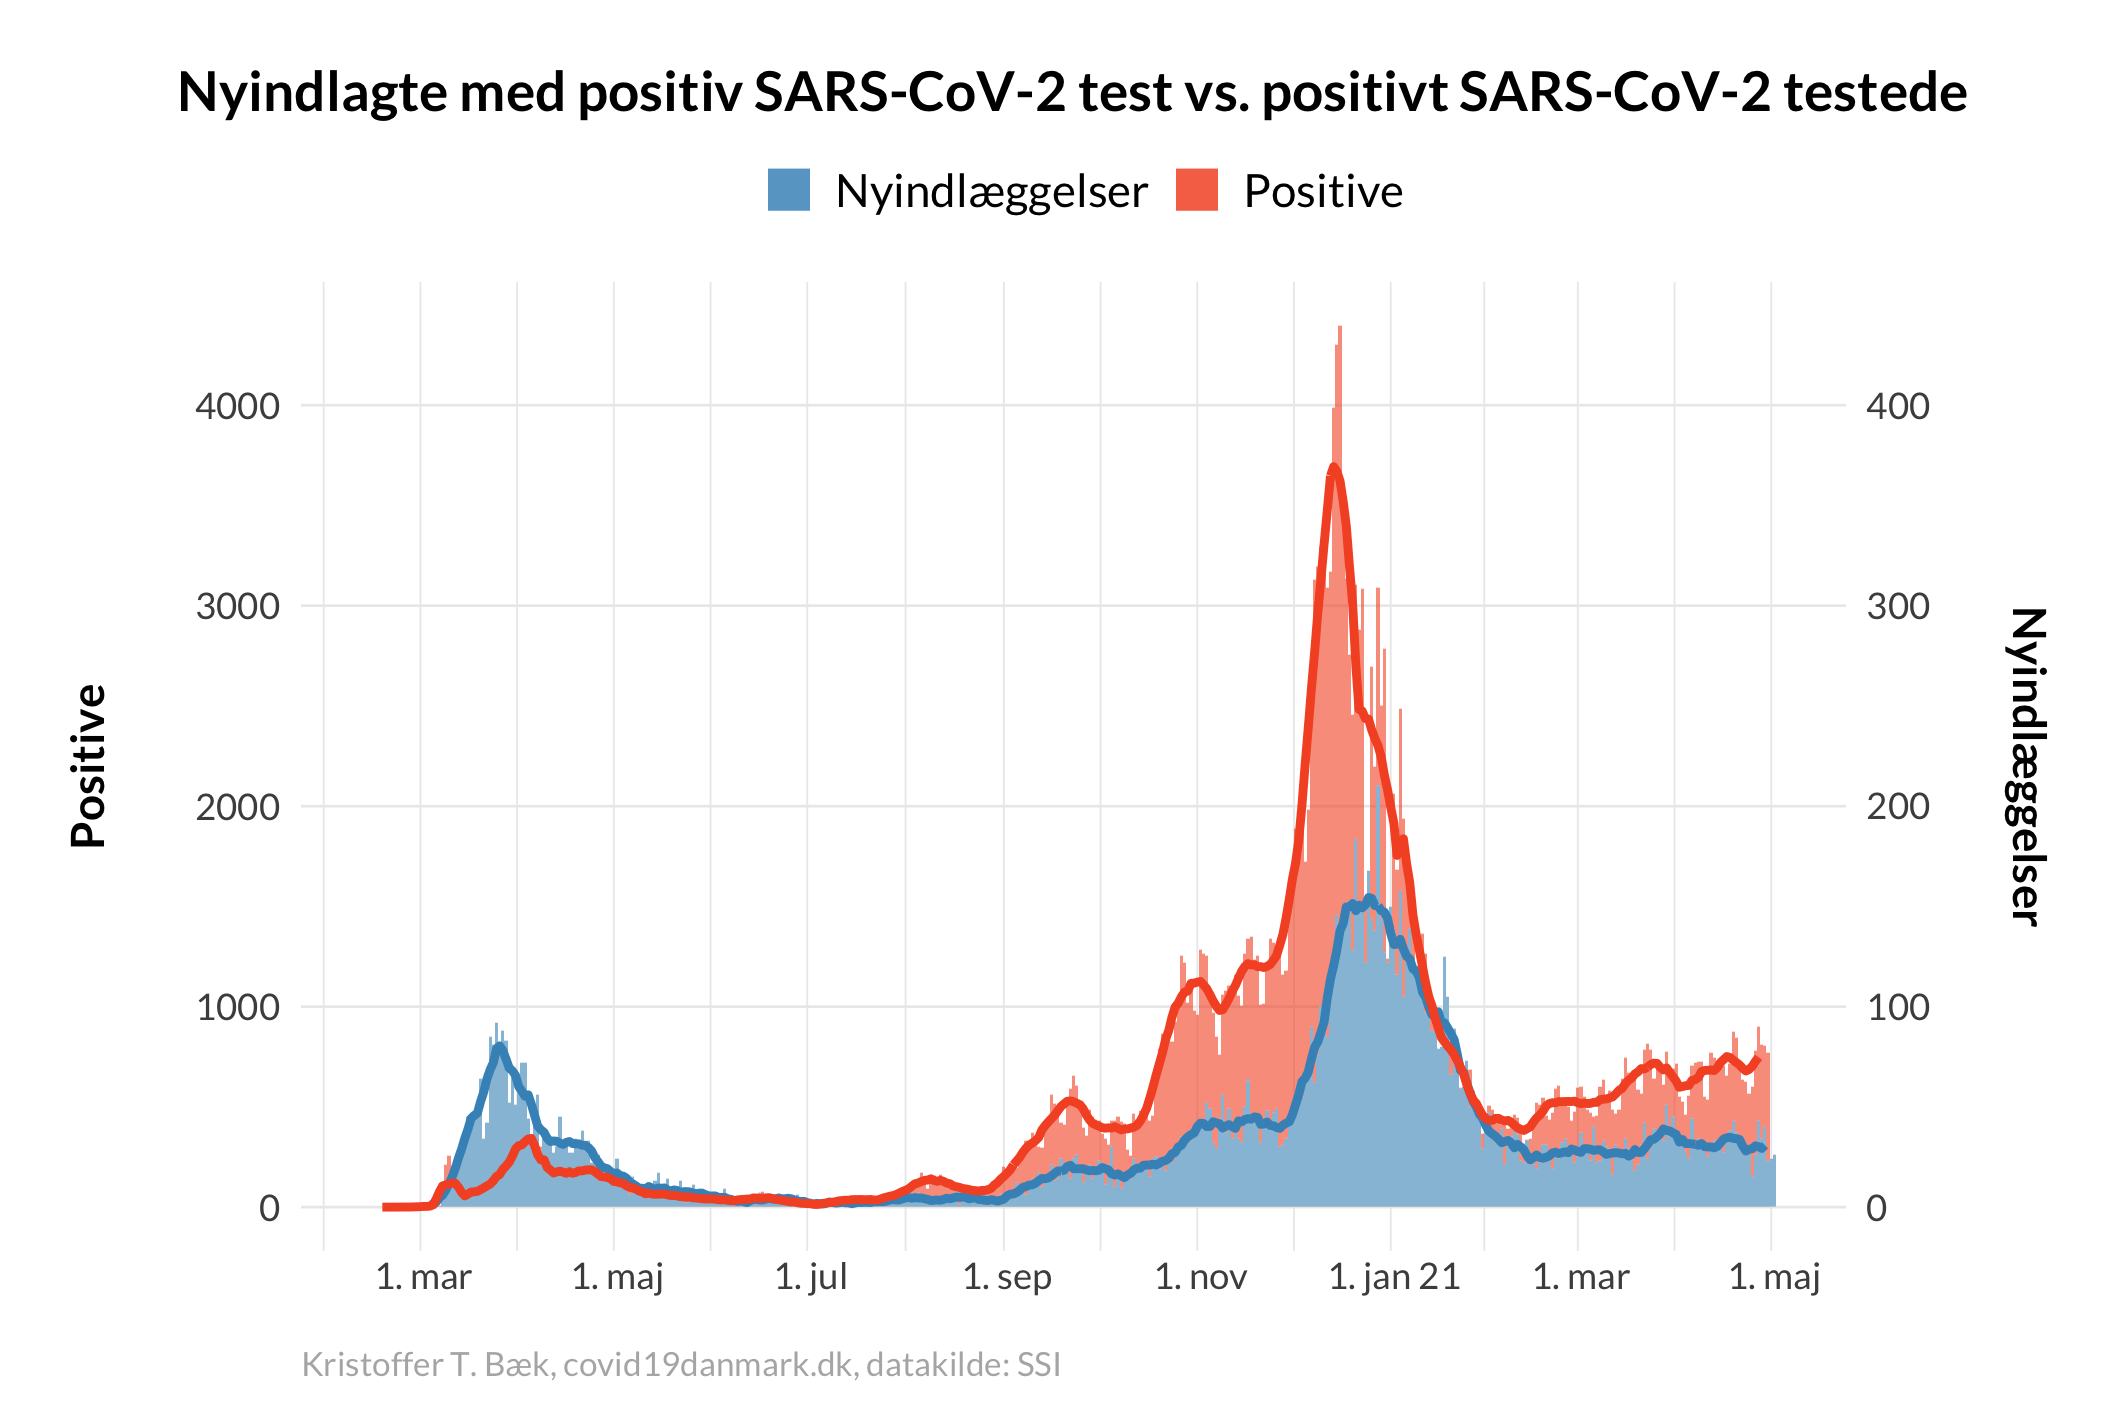 Nyindlagte med positiv SARS-CoV-2 test vs. positivt SARS-CoV-2 testede
Nyindlæggelser
Positive
4000
3000
2000
1000
0
Positive
400
300
200
100
0
Nyindlæggelser
1. mar
1. maj
1. jul
1. sep
1. nov
1. jan 21
1. mar
1. maj
Kristoffer T. Bæk, covid19danmark.dk, datakilde: SSI